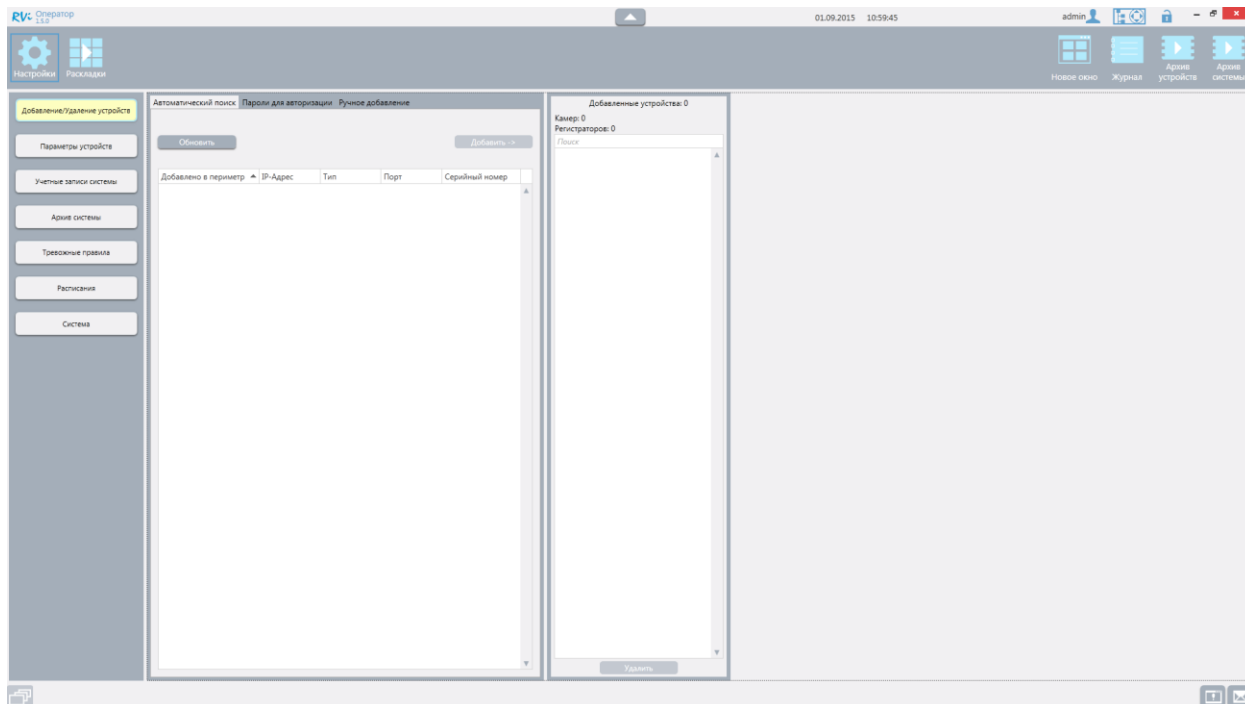 RVi Оператор
1.5.0
01.09.2015 10:59:45
admin
Настройки Раскладки
Новое окно Журнал Архив устройств Архив системы
Добавление/Удаление устройств
Параметры устройств
Учетные записи системы
Архив системы
Тревожные правила
Расписания
Система
Автоматический поиск Пароли для авторизации Ручное добавление
Обновить Добавить ->
Добавлено в периметр IP-Адрес Тип Порт Серийный номер
Добавленные устройства: 0
Камер: 0
Регистраторов: 0
Поиск
Удалить